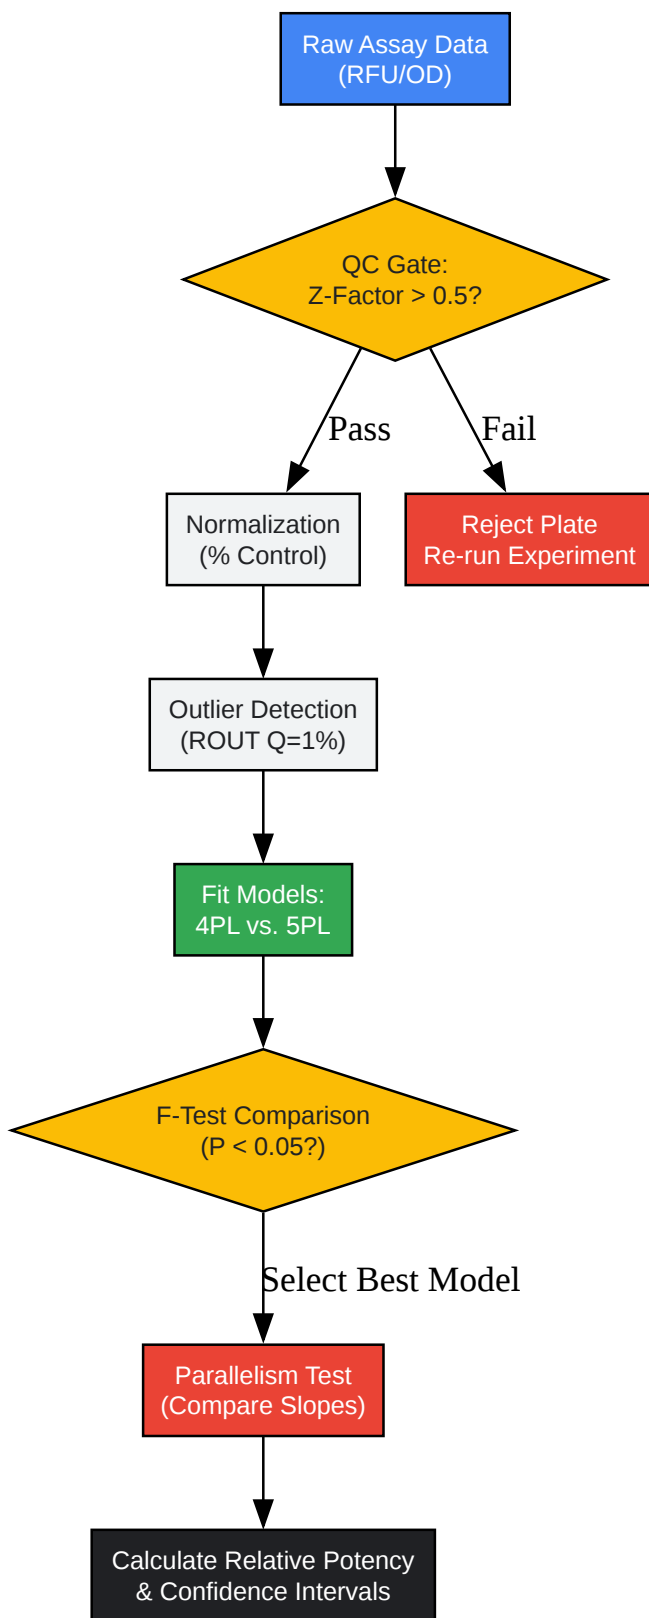 Raw Assay Data
(RFU/OD)
QC Gate:
Z-Factor > 0.5?
Pass
Fail
Normalization
(% Control)
Reject Plate
Re-run Experiment
Outlier Detection
(ROUT Q=1%)
Fit Models:
4PL vs. 5PL
F-Test Comparison
(P < 0.05?)
Select Best Model
Parallelism Test
(Compare Slopes)
Calculate Relative Potency
& Confidence Intervals